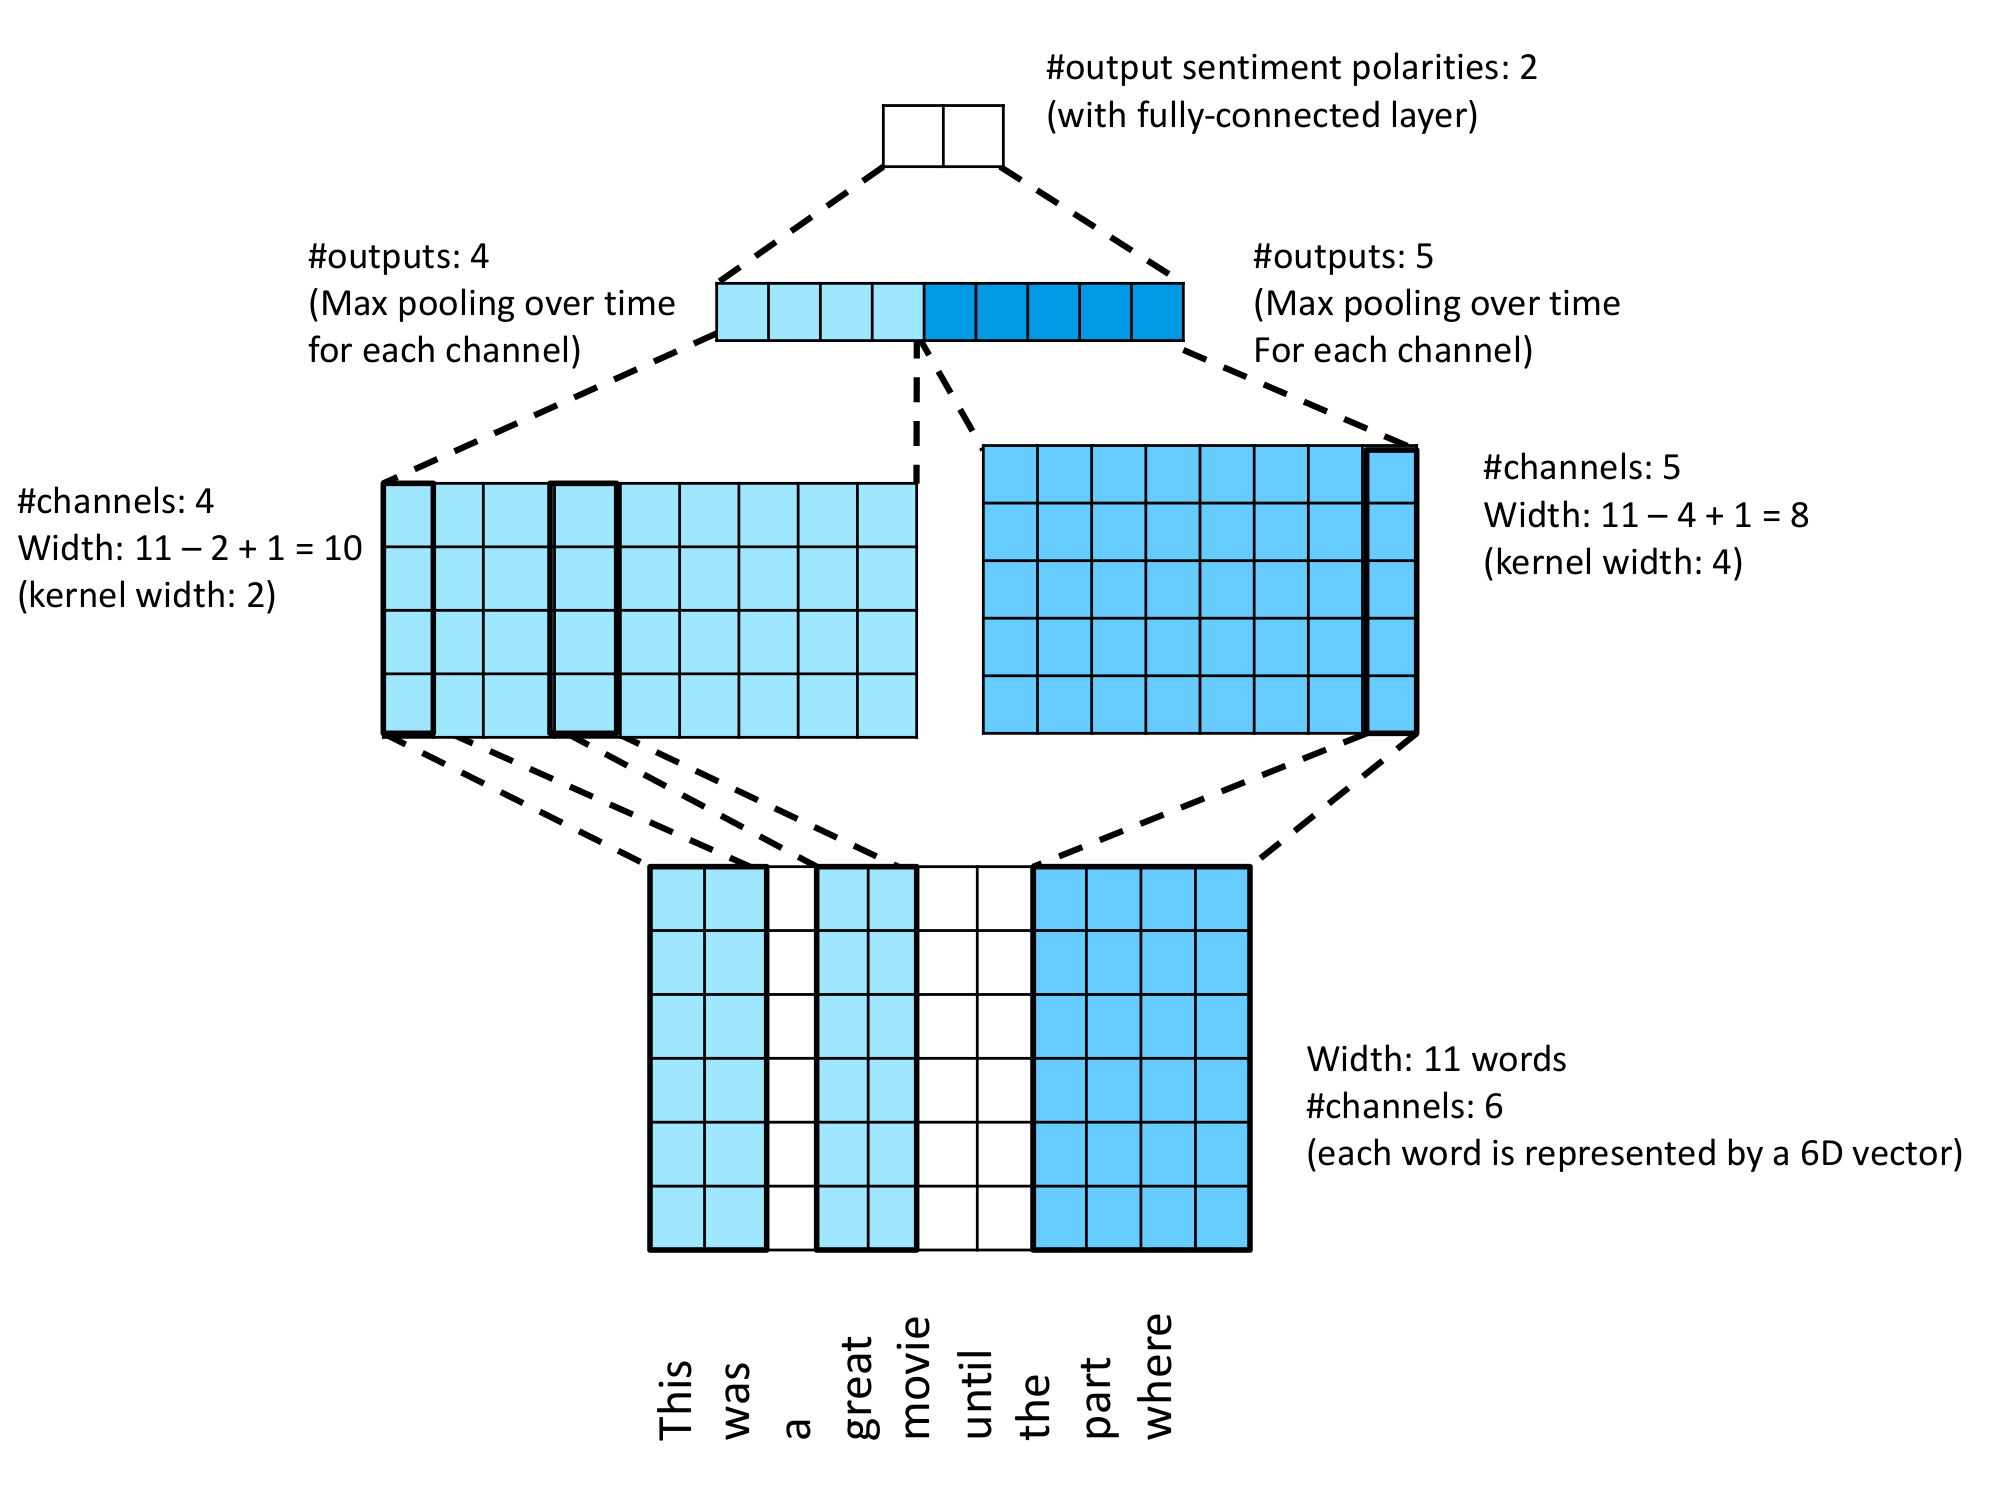 #output sentiment polarities: 2
(with fully-connected layer)
#outputs: 4
(Max pooling over time
for each channel)
#outputs: 5
(Max pooling over time
For each channel)
#channels: 4
Width: 11 – 2 + 1 = 10
(kernel width: 2)
#channels: 5
Width: 11 – 4 + 1 = 8
(kernel width: 4)
Width: 11 words
#channels: 6
(each word is represented by a 6D vector)
This
was
a
great
movie
until
the
part
where